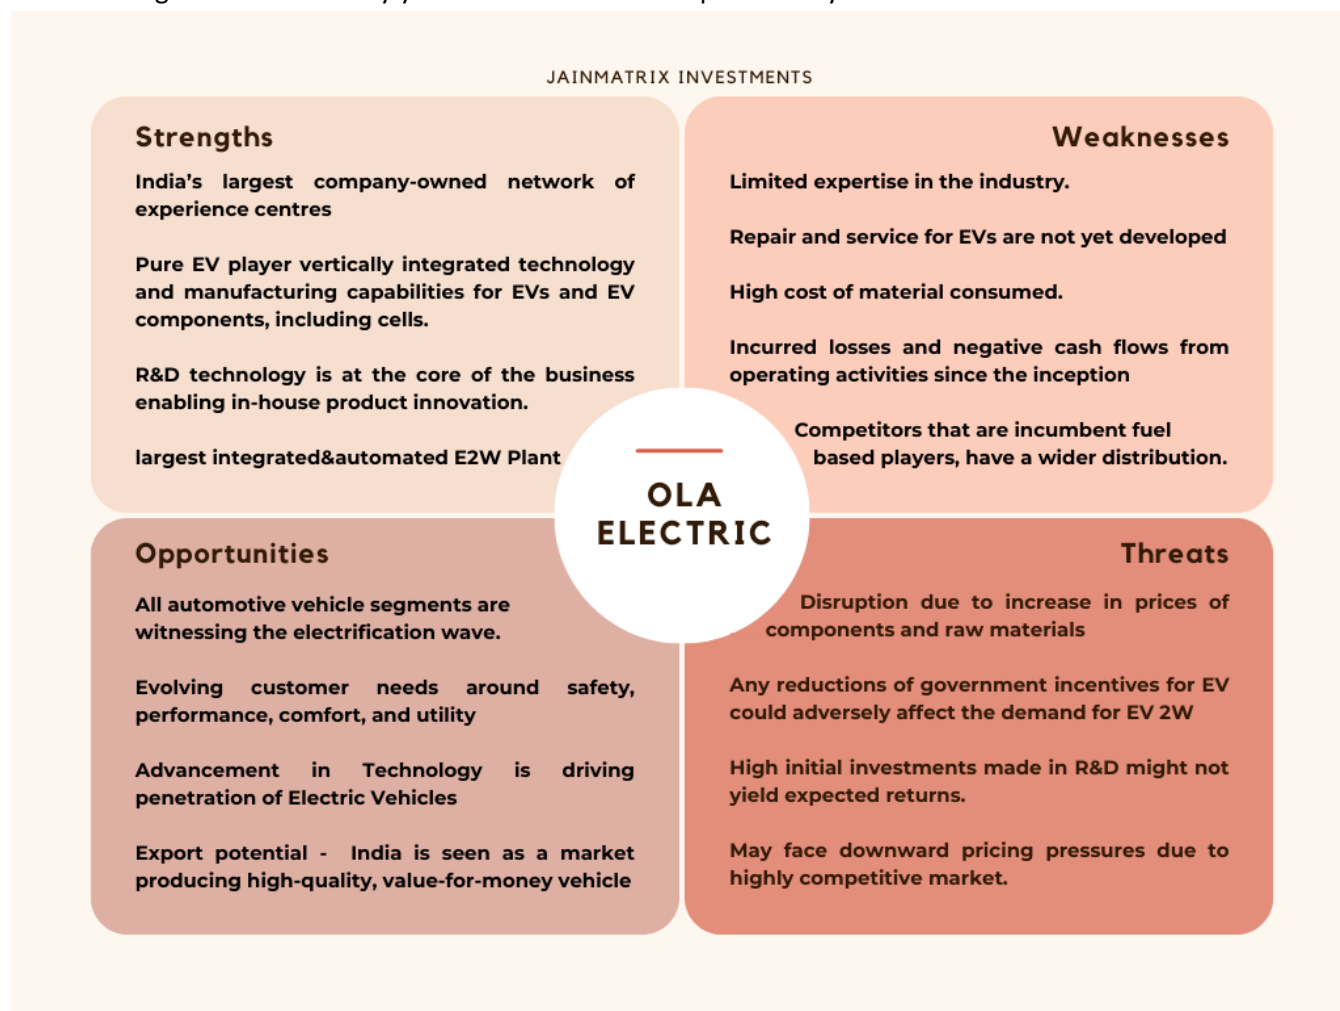 JAINMATRIX INVESTMENTS
Strengths
India’s largest company-owned network of
experience centres
Pure EV player vertically integrated technology
and manufacturing capabilities for EVs and EV
components, including cells.
R&D technology is at the core of the business
enabling in-house product innovation.
largest integrated&automated E2W Plant
Weaknesses
Limited expertise in the industry.
Repair and service for EVs are not yet developed
High cost of material consumed.
Incurred losses and negative cash flows from
operating activities since the inception
Competitors that are incumbent fuel
based players, have a wider distribution.
OLA
ELECTRIC
Opportunities
All automotive vehicle segments are
witnessing the electrification wave.
Evolving customer needs around safety,
performance, comfort, and utility
Advancement in Technology is driving
penetration of Electric Vehicles
Export potential - India is seen as a market
producing high-quality, value-for-money vehicle
Threats
Disruption due to increase in prices of
components and raw materials
Any reductions of government incentives for EV
could adversely affect the demand for EV 2W
High initial investments made in R&D might not
yield expected returns.
May face downward pricing pressures due to
highly competitive market.